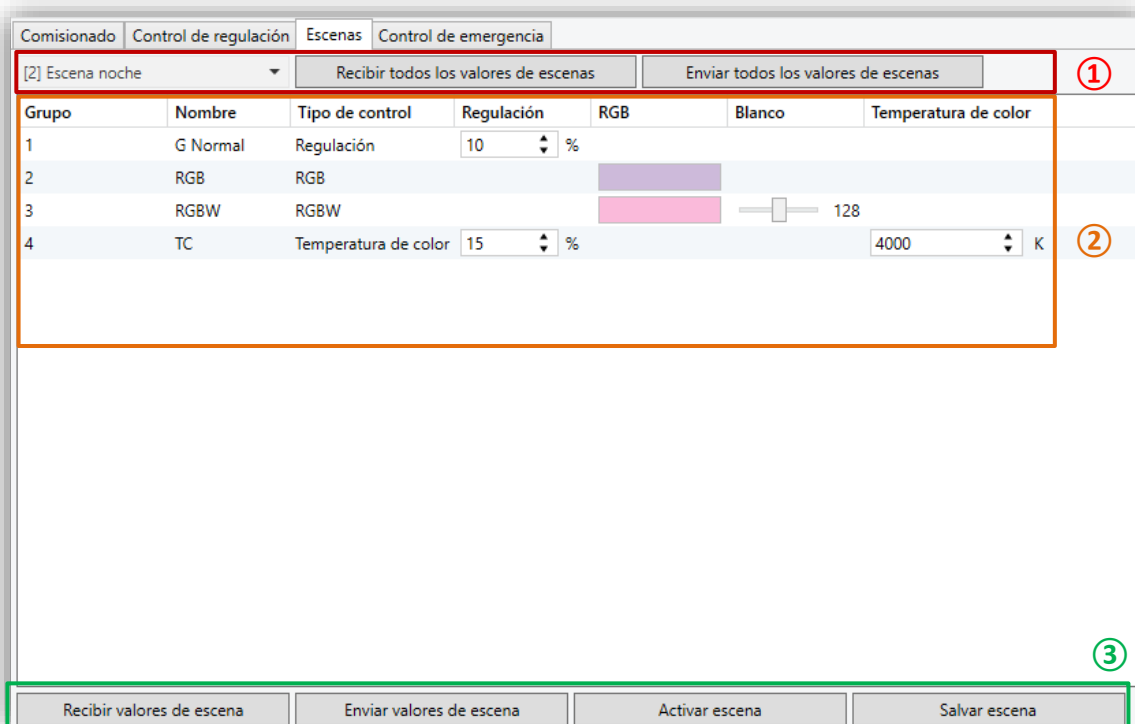 Comisionado Control de regulación Escenas Control de emergencia
[2] Escena noche Recibir todos los valores de escenas Enviar todos los valores de escenas ①
Grupo Nombre Tipo de control Regulación RGB Blanco Temperatura de color
1 G Normal Regulación 10 %
2 RGB RGB
3 RGBW RGBW 128
4 TC Temperatura de color 15 % 4000 K ②
③
Recibir valores de escena Enviar valores de escena Activar escena Salvar escena